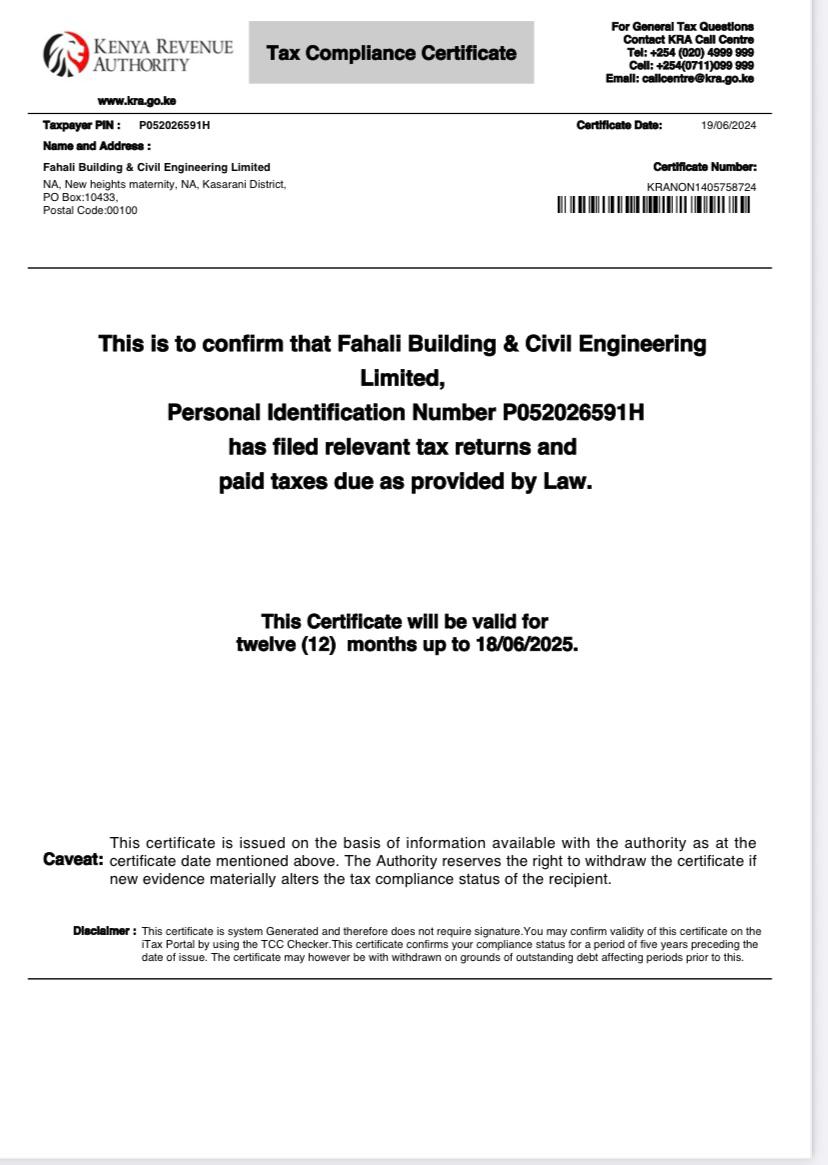 KENYA REVENUE
AUTHORITY
www.kra.go.ke
Tax Compliance Certificate
For General Tax Questions
Contact KRA Call Centre
Tel: +254 (020) 4999 999
Cell: +254(0711)099 999
Email: callcentre@kra.go.ke
Taxpayer PIN : P052026591H
Certificate Date: 19/06/2024
Name and Address :
Fahali Building & Civil Engineering Limited
NA, New heights maternity, NA, Kasarani District,
PO Box:10433,
Postal Code:00100
Certificate Number:
KRANON1405758724
This is to confirm that Fahali Building & Civil Engineering
Limited,
Personal Identification Number P052026591H
has filed relevant tax returns and
paid taxes due as provided by Law.
This Certificate will be valid for
twelve (12) months up to 18/06/2025.
Caveat: This certificate is issued on the basis of information available with the authority as at the
certificate date mentioned above. The Authority reserves the right to withdraw the certificate if
new evidence materially alters the tax compliance status of the recipient.
Disclaimer : This certificate is system Generated and therefore does not require signature.You may confirm validity of this certificate on the
iTax Portal by using the TCC Checker.This certificate confirms your compliance status for a period of five years preceding the
date of issue. The certificate may however be with withdrawn on grounds of outstanding debt affecting periods prior to this.